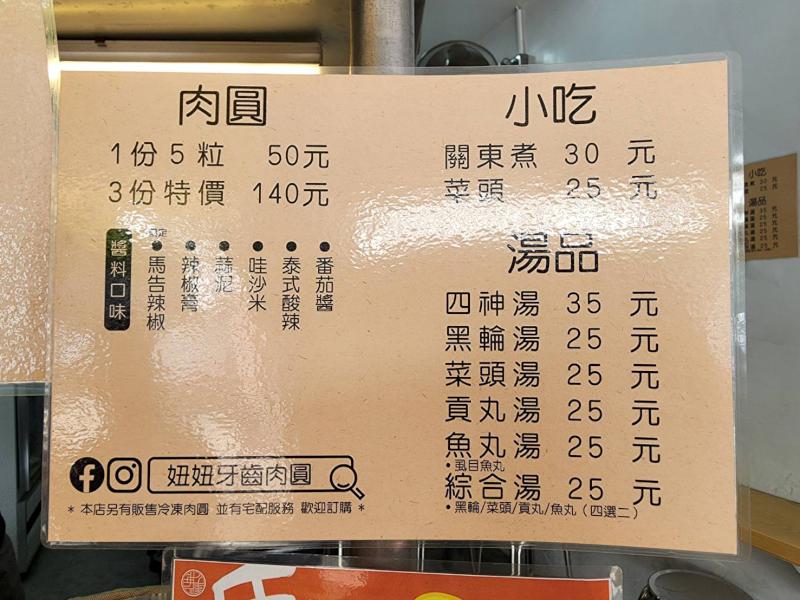 肉圓
1份5粒 50元
3份特價 140元
醬料口味
●馬告辣椒
●辣椒膏
●蒜泥
●哇沙米
●泰式酸辣
●番茄醬
妞妞牙齒肉圓
*本店另有販售冷凍肉圓 並有宅配服務 歡迎訂購*
小吃
關東煮 30 元
菜頭 25 元
湯品
四神湯 35 元
黑輪湯 25 元
菜頭湯 25 元
貢丸湯 25 元
魚丸湯 25 元
•虱目魚丸
綜合湯 25 元
•黑輪/菜頭/貢丸/魚丸(四選二)
小吃
湯品